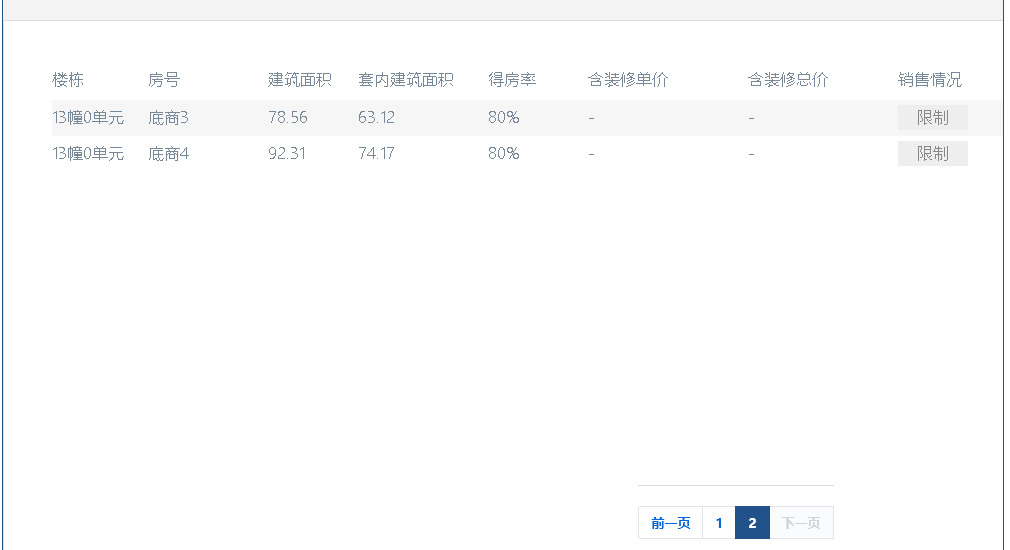 楼栋 房号 建筑面积 套内建筑面积 得房率 含装修单价 含装修总价 销售情况
13幢0单元 底商3 78.56 63.12 80% - - 限制
13幢0单元 底商4 92.31 74.17 80% - - 限制
前一页 1 2 下一页